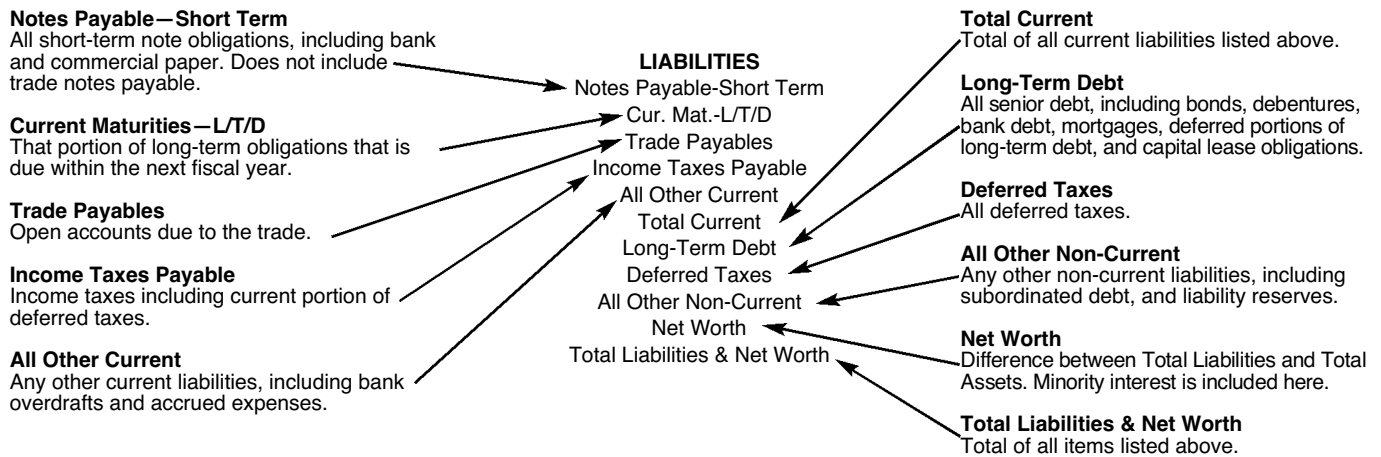 Notes Payable—Short Term
All short-term note obligations, including bank
and commercial paper. Does not include
trade notes payable.
Current Maturities—L/T/D
That portion of long-term obligations that is
due within the next fiscal year.
Trade Payables
Open accounts due to the trade.
Income Taxes Payable
Income taxes including current portion of
deferred taxes.
All Other Current
Any other current liabilities, including bank
overdrafts and accrued expenses.
LIABILITIES
Notes Payable-Short Term
Cur. Mat.-L/T/D
Trade Payables
Income Taxes Payable
All Other Current
Total Current
Long-Term Debt
Deferred Taxes
All Other Non-Current
Net Worth
Total Liabilities & Net Worth
Total Current
Total of all current liabilities listed above.
Long-Term Debt
All senior debt, including bonds, debentures,
bank debt, mortgages, deferred portions of
long-term debt, and capital lease obligations.
Deferred Taxes
All deferred taxes.
All Other Non-Current
Any other non-current liabilities, including
subordinated debt, and liability reserves.
Net Worth
Difference between Total Liabilities and Total
Assets. Minority interest is included here.
Total Liabilities & Net Worth
Total of all items listed above.